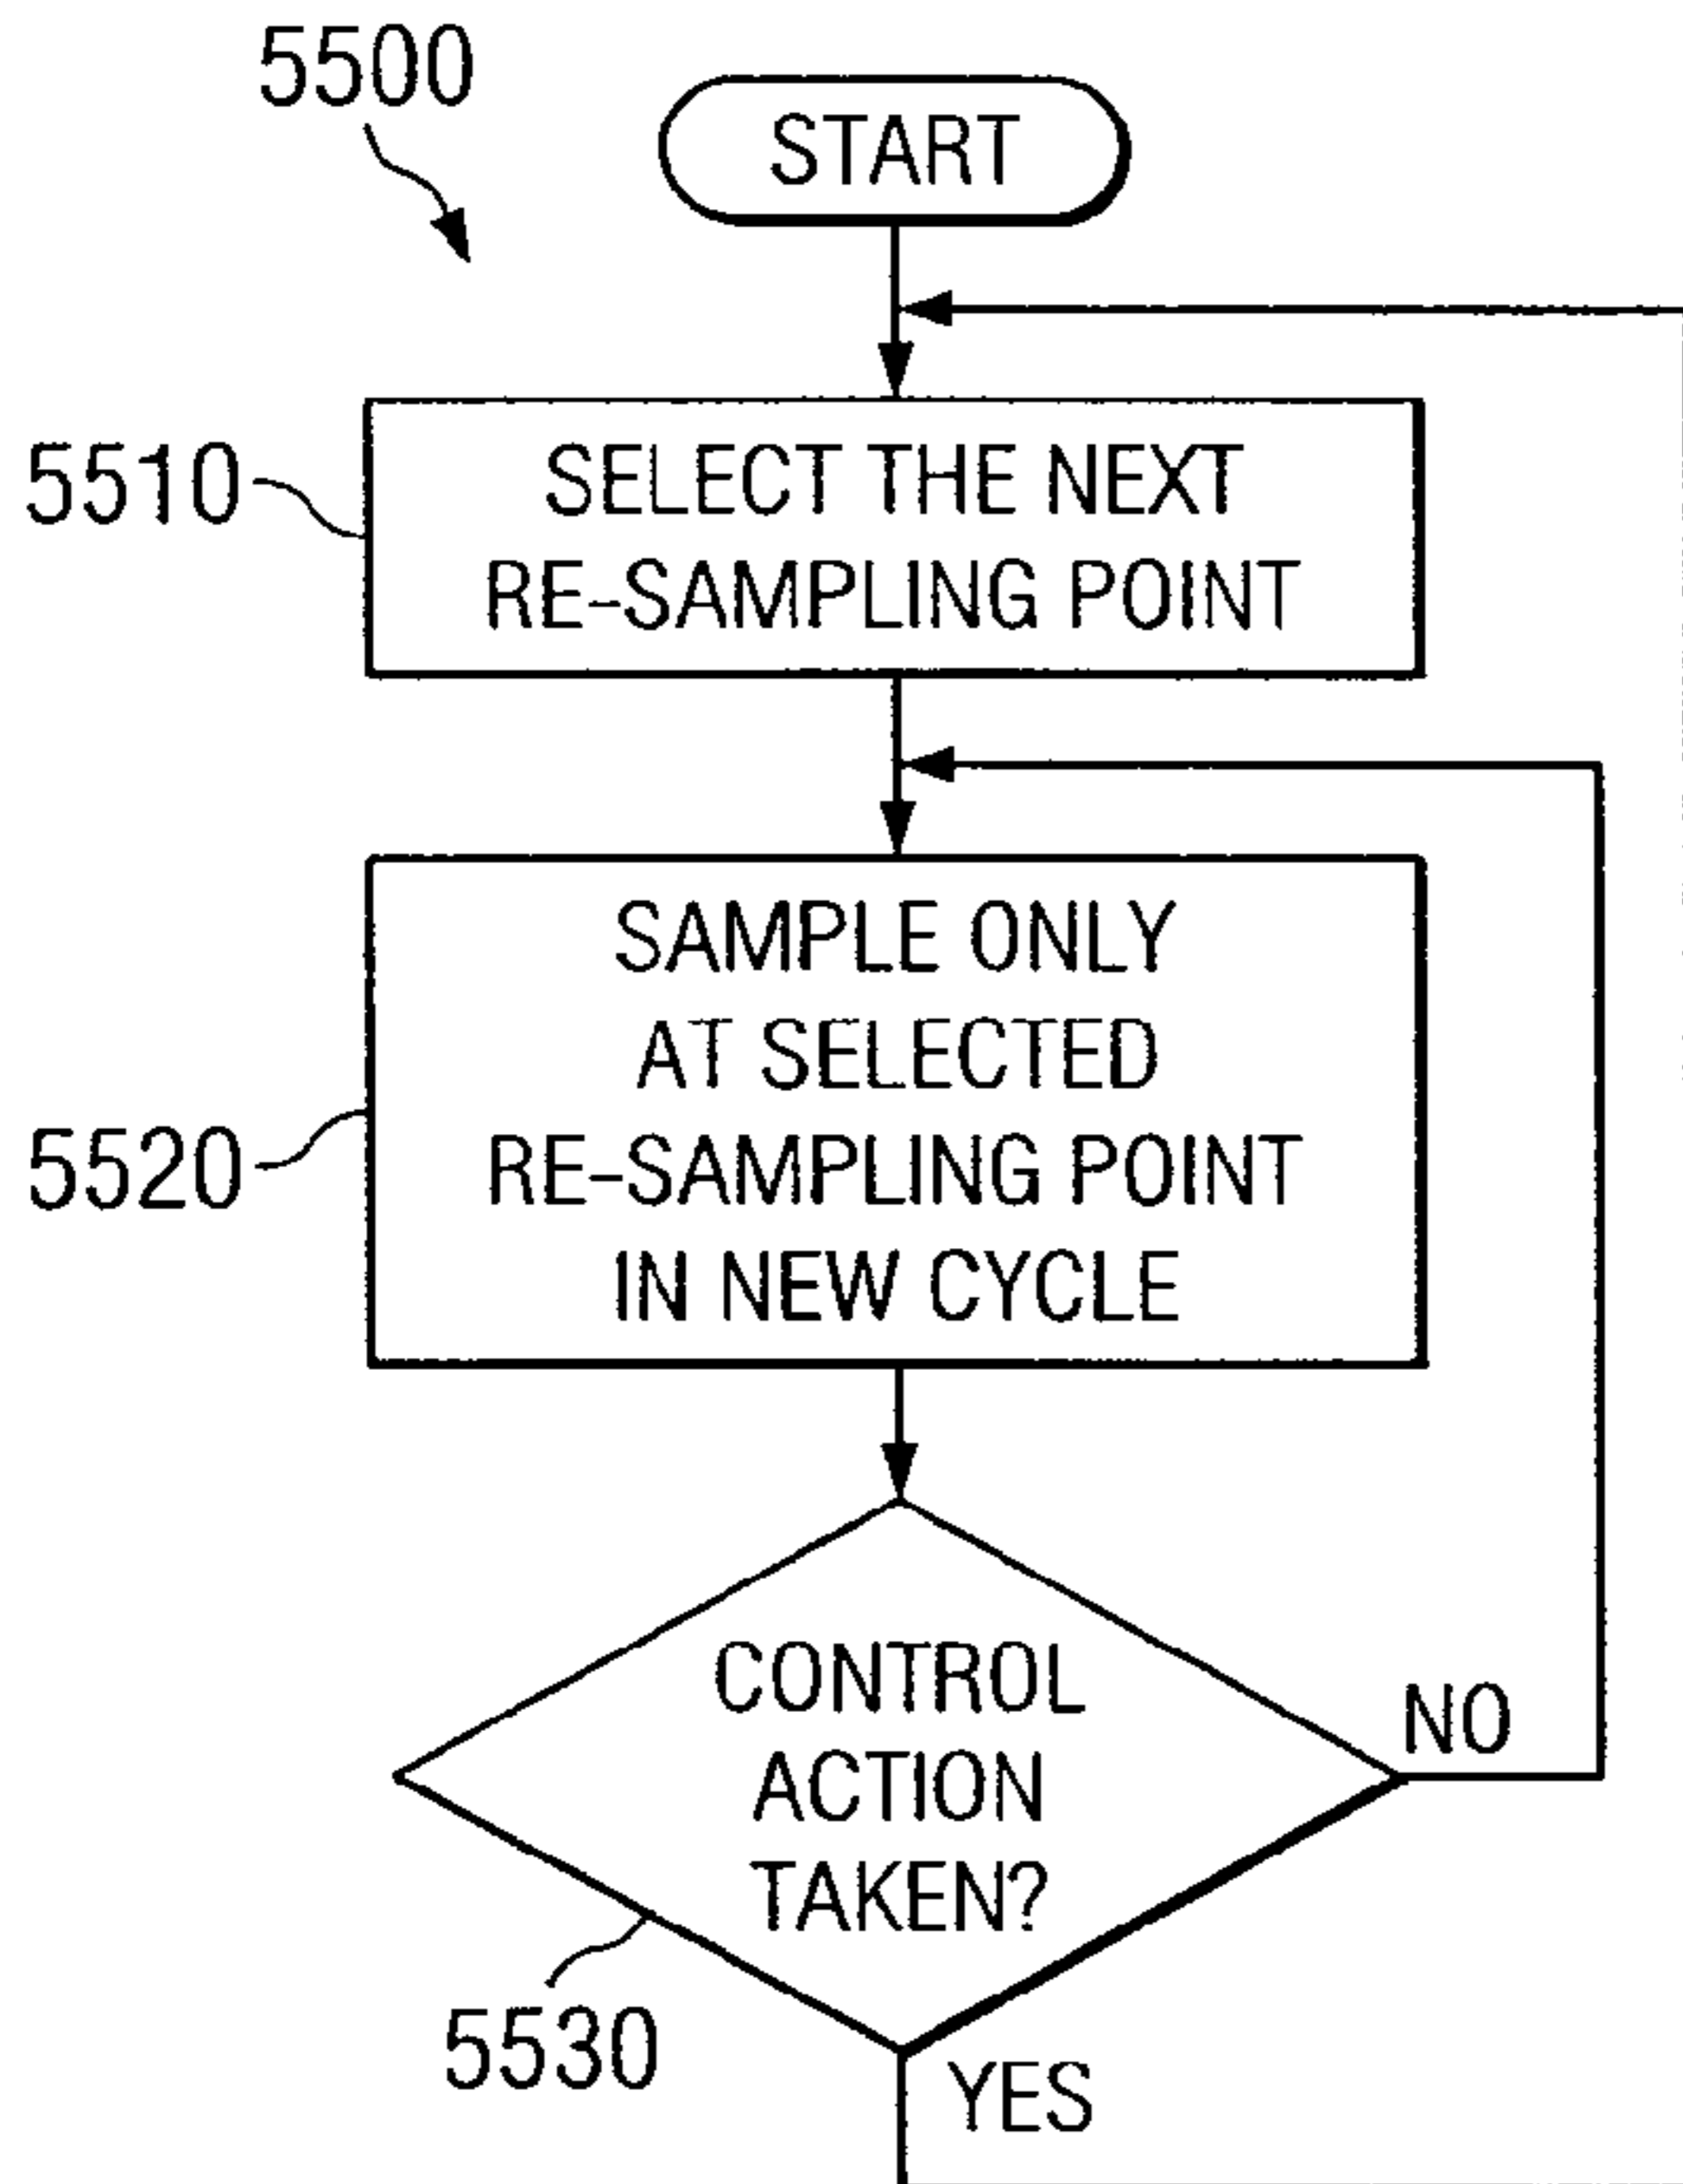 5500
START
5510
SELECT THE NEXT
RE-SAMPLING POINT
SAMPLE ONLY
AT SELECTED
RE-SAMPLING POINT
IN NEW CYCLE
5520
CONTROL
ACTION
TAKEN?
NO
5530
YES